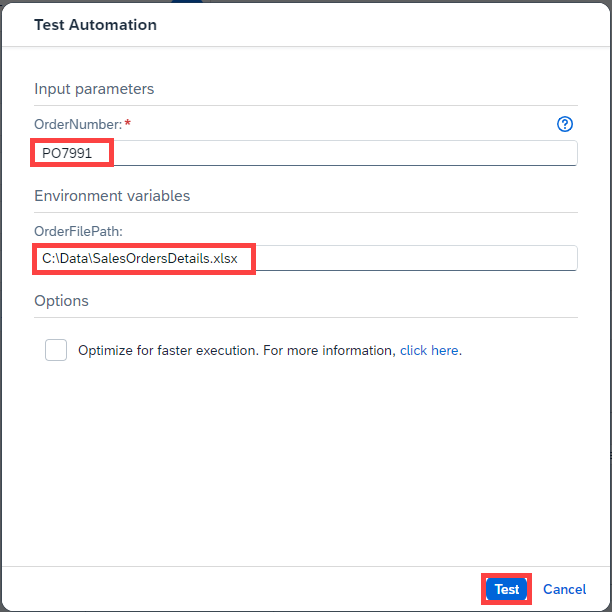 Test Automation
Input parameters
OrderNumber:*
PO7991
Environment variables
OrderFilePath:
C:\Data\SalesOrdersDetails.xlsx
Options
Optimize for faster execution. For more information, click here.
Test Cancel